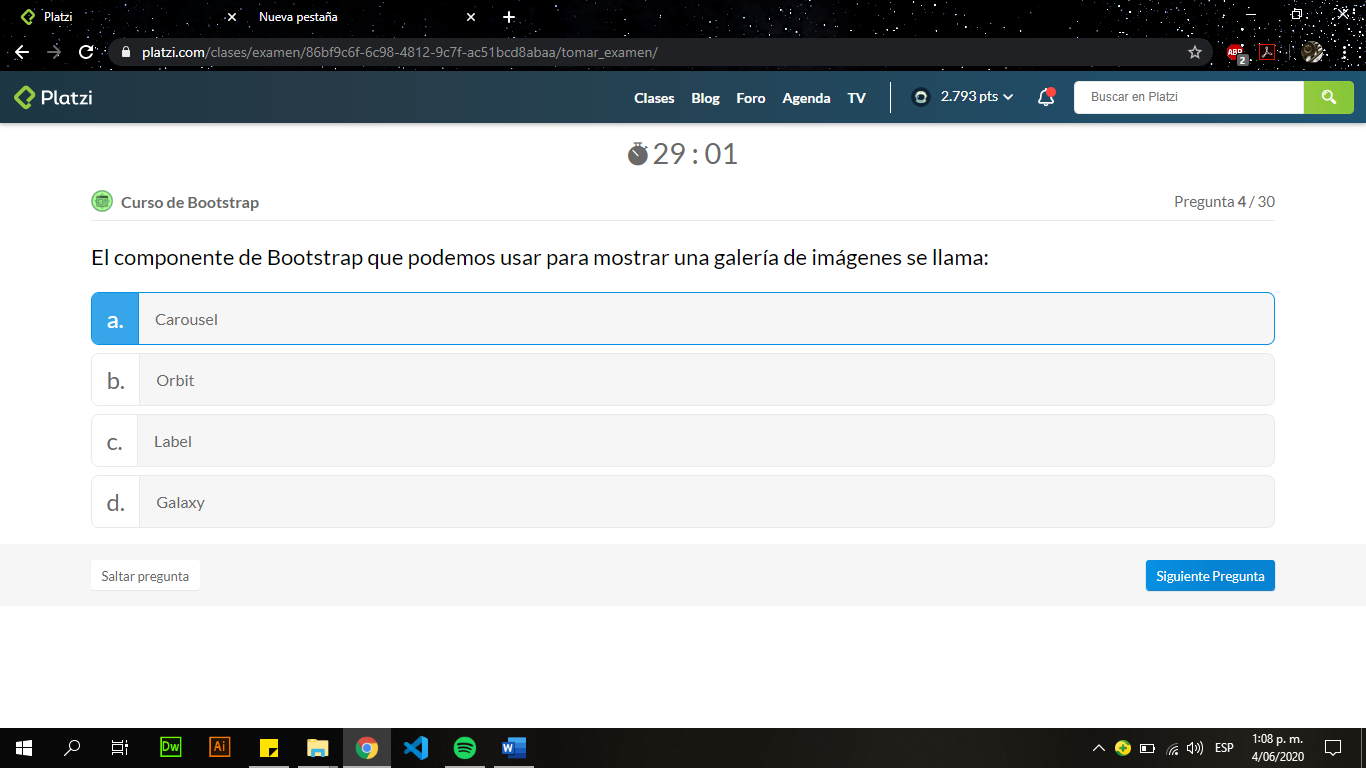 Platzi
Nueva pestaña
platzi.com/clases/examen/86bf9c6f-6c98-4812-9c7f-ac51bcd8abaa/tomar_examen/
ABP
2
Platzi
Clases Blog Foro Agenda TV
2.793 pts
Buscar en Platzi
29 : 01
Curso de Bootstrap
Pregunta 4 / 30
El componente de Bootstrap que podemos usar para mostrar una galería de imágenes se llama:
a. Carousel
b. Orbit
c. Label
d. Galaxy
Saltar pregunta
Siguiente Pregunta
Dw
Ai
W
ESP
1:08 p. m.
4/06/2020